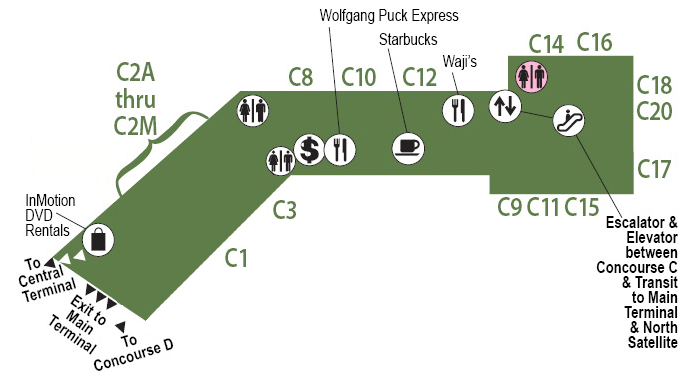 Wolfgang Puck Express
Starbucks
Waji's
C14 C16
C2A
thru
C2M
C8 C10 C12
C18
C20
$
C17
InMotion
DVD
Rentals
C3
C9 C11 C15
C1
Escalator &
Elevator
between
Concourse C
& Transit
to Main
Terminal
& North
Satellite
To
Central
Terminal
Exit to
Main
Terminal
To
Concourse D